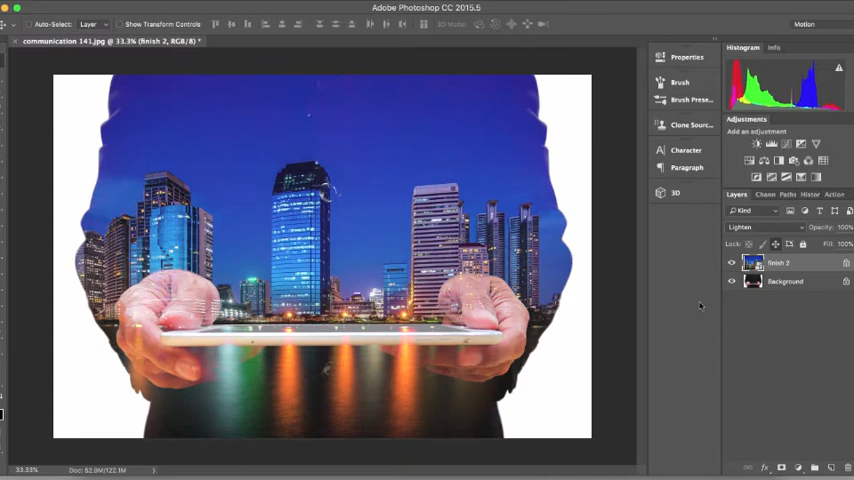 Adobe Photoshop CC 2015.5
Auto-Select: Layer Show Transform Controls 3D Mode: Motion
communication 141.jpg @ 33.3% (finish 2, RGB/8) *
Histogram Info
Properties
Brush
Brush Prese...
Adjustments
Clone Sourc...
Add an adjustment
Character
Paragraph
3D
Layers Chann Paths Histor Action
Kind
Lighten Opacity: 100%
Lock: Fill: 100%
finish 2
Background
33.33% Doc: 62.9M/122.1M